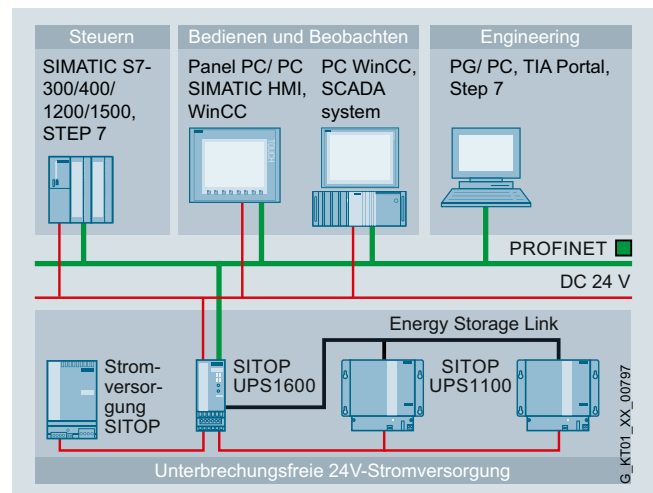 Steuern
Bedienen und Beobachten
Engineering
SIMATIC S7-
300/400/
1200/1500,
STEP 7
Panel PC/ PC
SIMATIC HMI,
WinCC
PC WinCC,
SCADA
system
PG/ PC, TIA Portal,
Step 7
TOUCH
PROFINET
DC 24 V
Energy Storage Link
Strom-
versor-
gung
SITOP
SITOP
UPS1600
SITOP
UPS1100
Unterbrechungsfreie 24V-Stromversorgung
G_KT01_XX_00797